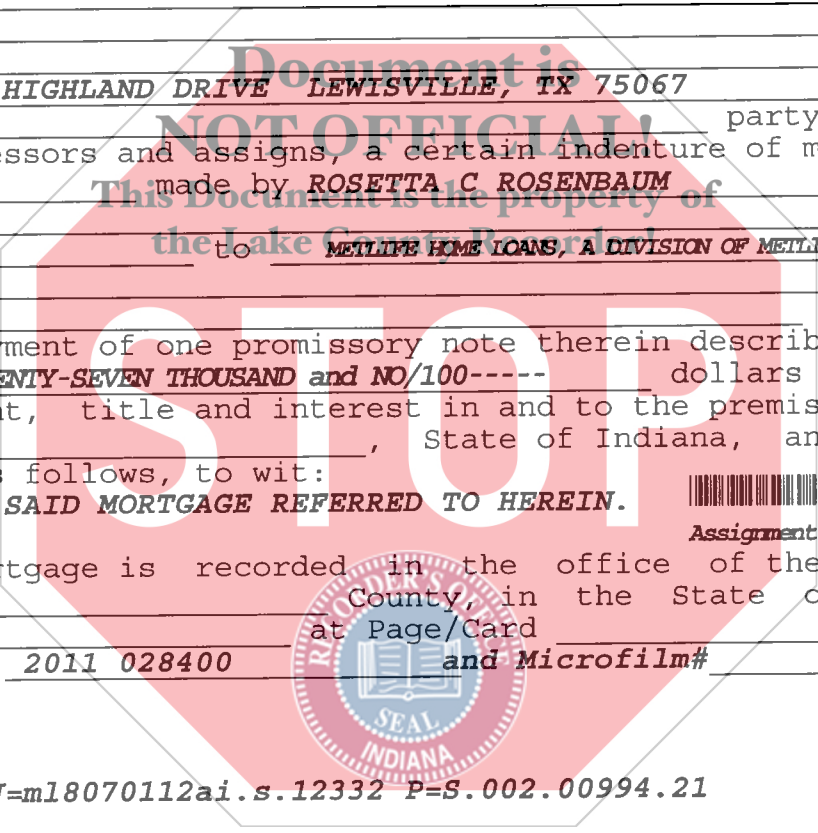 Document is
HIGHLAND DRIVE LEWISVILLE, TX 75067
NOT OFFICIAL! party
essors and assigns, a certain indenture of m
made by ROSETTA C ROSENBAUM
This Document is the property of
the Lake County Recorder!
to METLIFE HOME LOANS, A DIVISION OF METL
STOP
yment of one promissory note therein describ
ENTY-SEVEN THOUSAND and NO/100----- dollars
t, title and interest in and to the premis
, State of Indiana, an
s follows, to wit:
SAID MORTGAGE REFERRED TO HEREIN.
Assignment
rtgage is recorded in the office of the
County, in the State o
at Page/Card
2011 028400 and Microfilm#
RECORDER'S OFFICE
SEAL
INDIANA
J=ml8070112ai.s.12332 P=S.002.00994.21